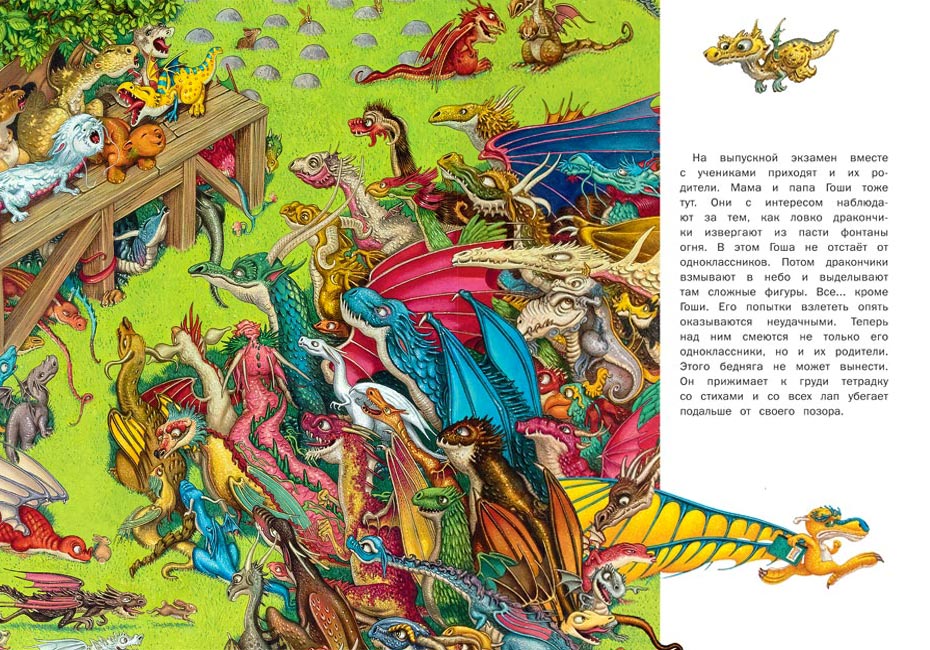 На выпускной экзамен вместе
с учениками приходят и их ро-
дители. Мама и папа Гоши тоже
тут. Они с интересом наблюда-
ют за тем, как ловко дракончи-
ки извергают из пасти фонтаны
огня. В этом Гоша не отстаёт от
одноклассников. Потом дракончики
взмывают в небо и выделывают
там сложные фигуры. Все... кроме
Гоши. Его попытки взлететь опять
оказываются неудачными. Теперь
над ним смеются не только его
одноклассники, но и их родители.
Этого бедняга не может вынести.
Он прижимает к груди тетрадку
со стихами и со всех лап убегает
подальше от своего позора.